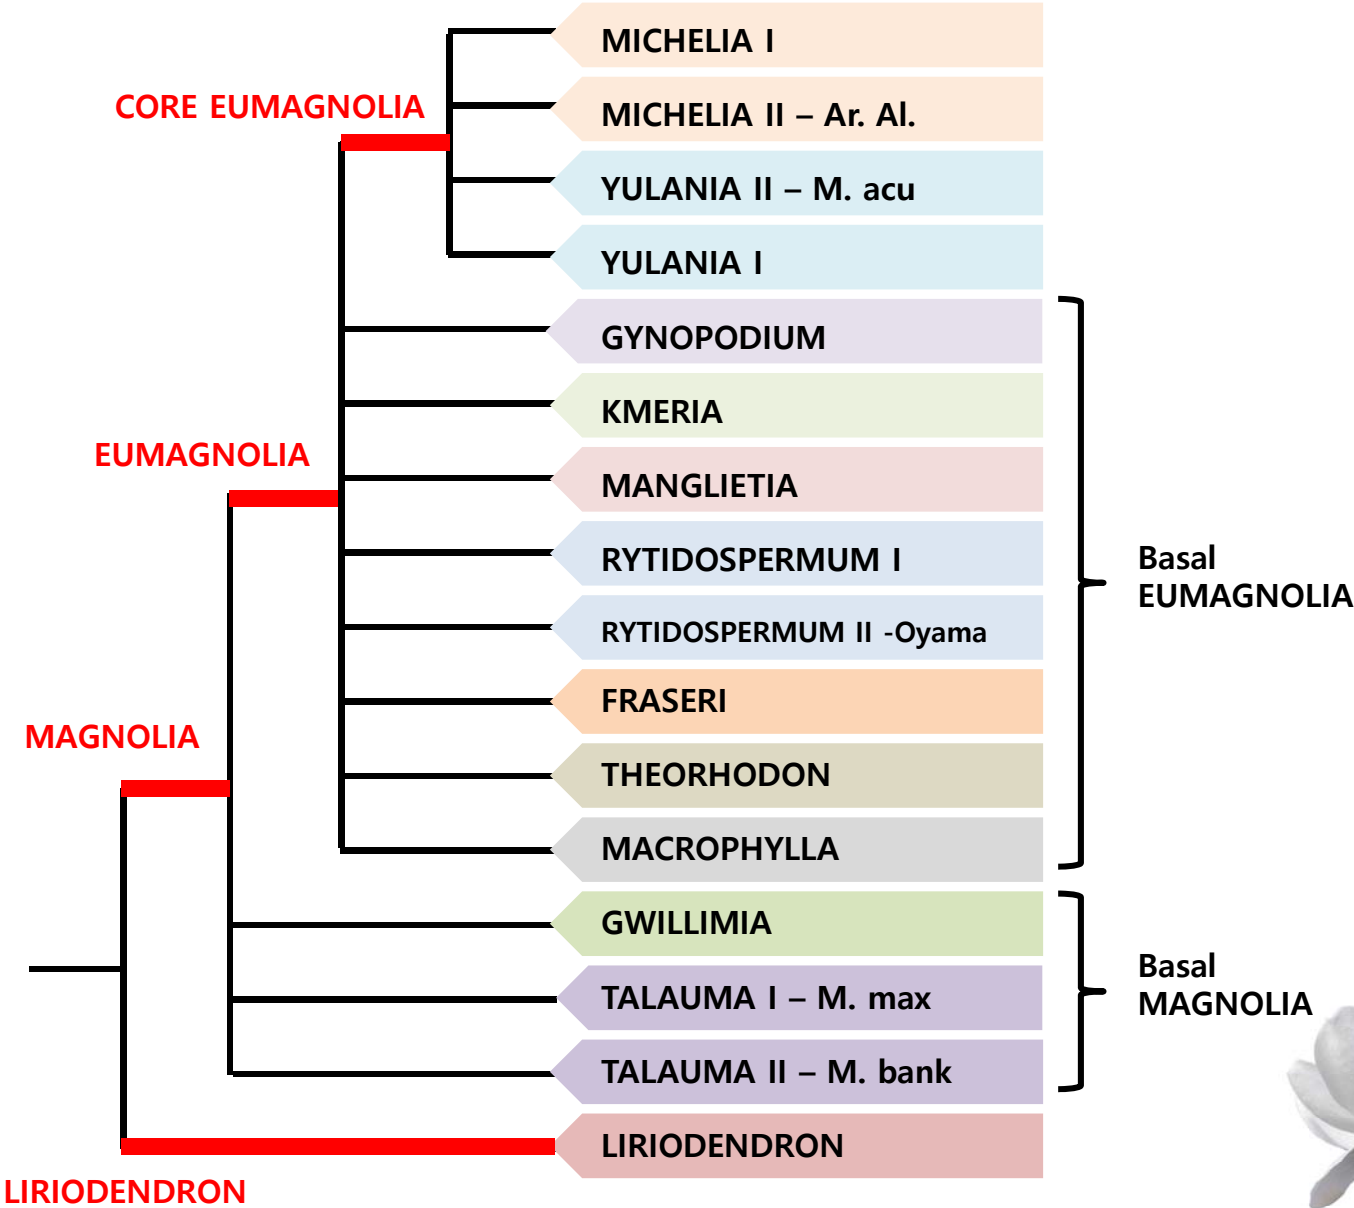 MICHELIA I
CORE EUMAGNOLIA
MICHELIA II – Ar. Al.
YULANIA II – M. acu
YULANIA I
GYNOPODIUM
KMERIA
EUMAGNOLIA
MANGLIETIA
RYTIDOSPERMUM I
Basal
EUMAGNOLIA
RYTIDOSPERMUM II -Oyama
FRASERI
MAGNOLIA
THEORHODON
MACROPHYLLA
GWILLIMIA
Basal
MAGNOLIA
TALAUMA I – M. max
TALAUMA II – M. bank
LIRIODENDRON
LIRIODENDRON